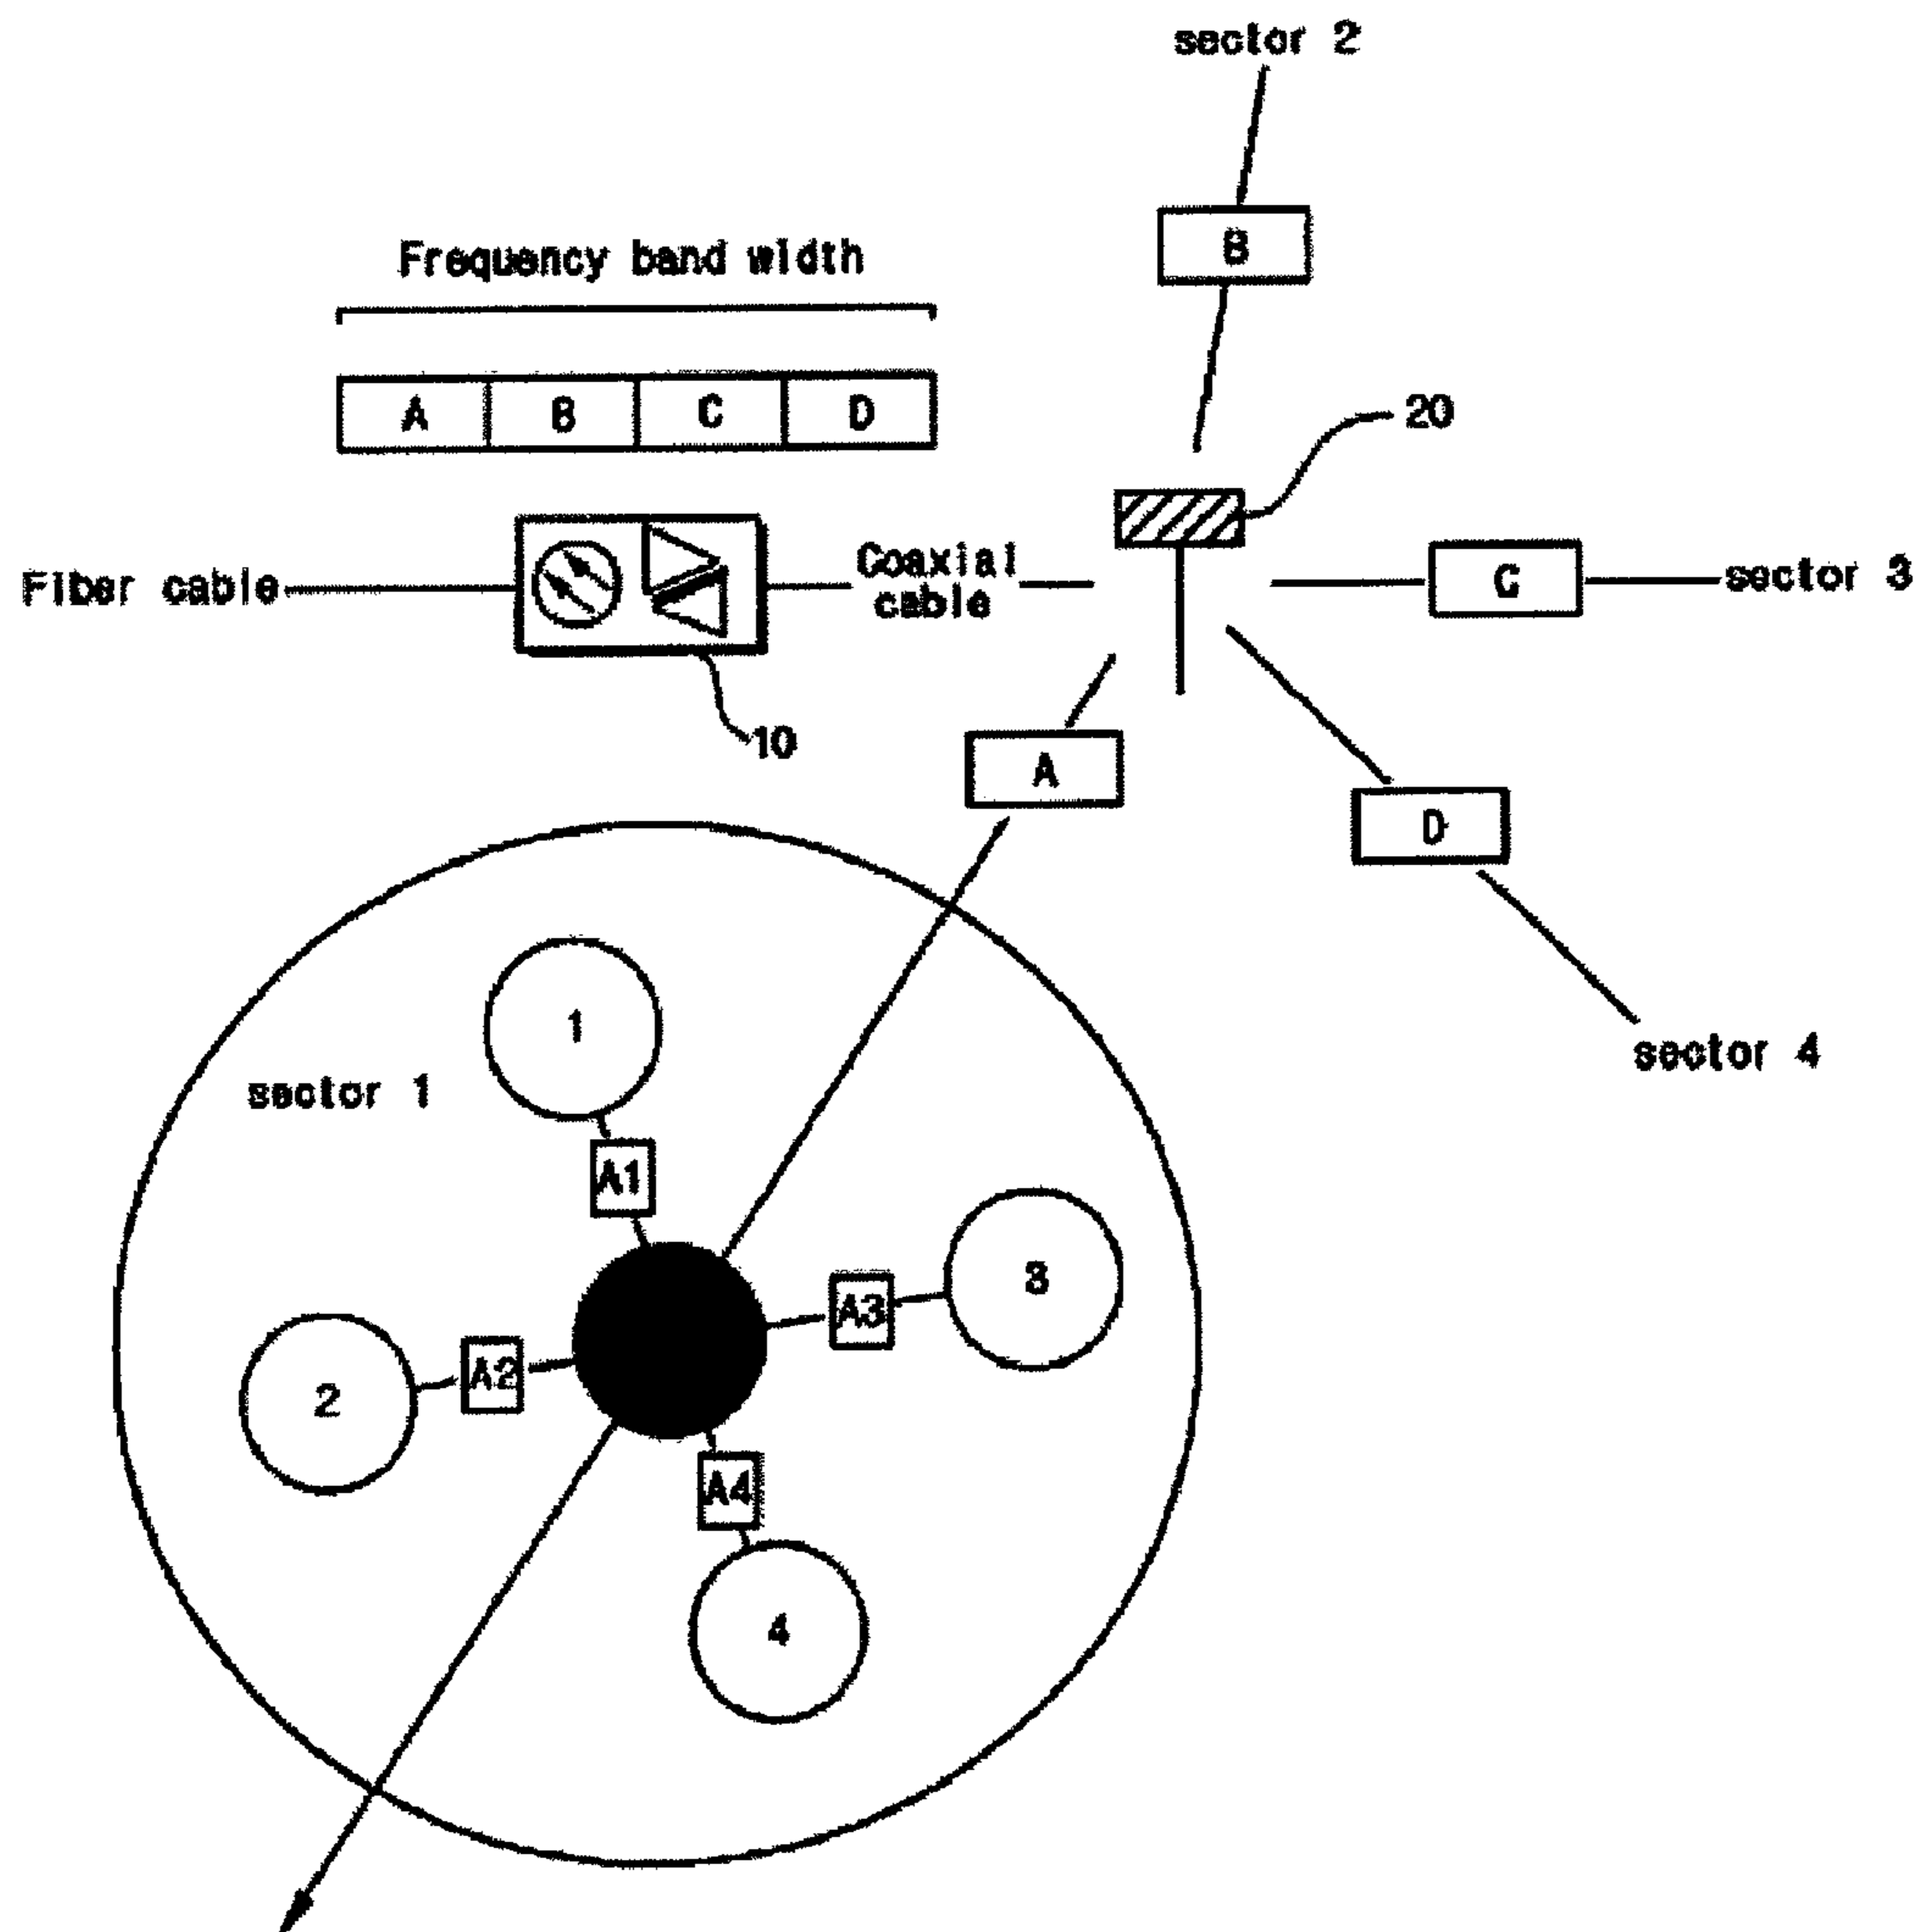 sector 2
B
Frequency band width
A B C D
20
Fiber cable
Coaxial
cable
C
sector 3
10
A
D
sector 4
1
sector 1
A1
3
A3
A2
2
A4
4